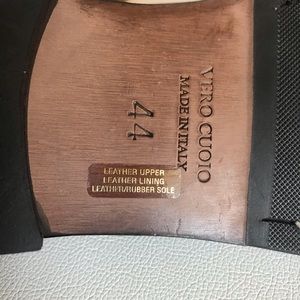 VERO CUOIO
MADE IN ITALY
44
LEATHER UPPER
LEATHER LINING
LEATHER/RUBBER SOLE